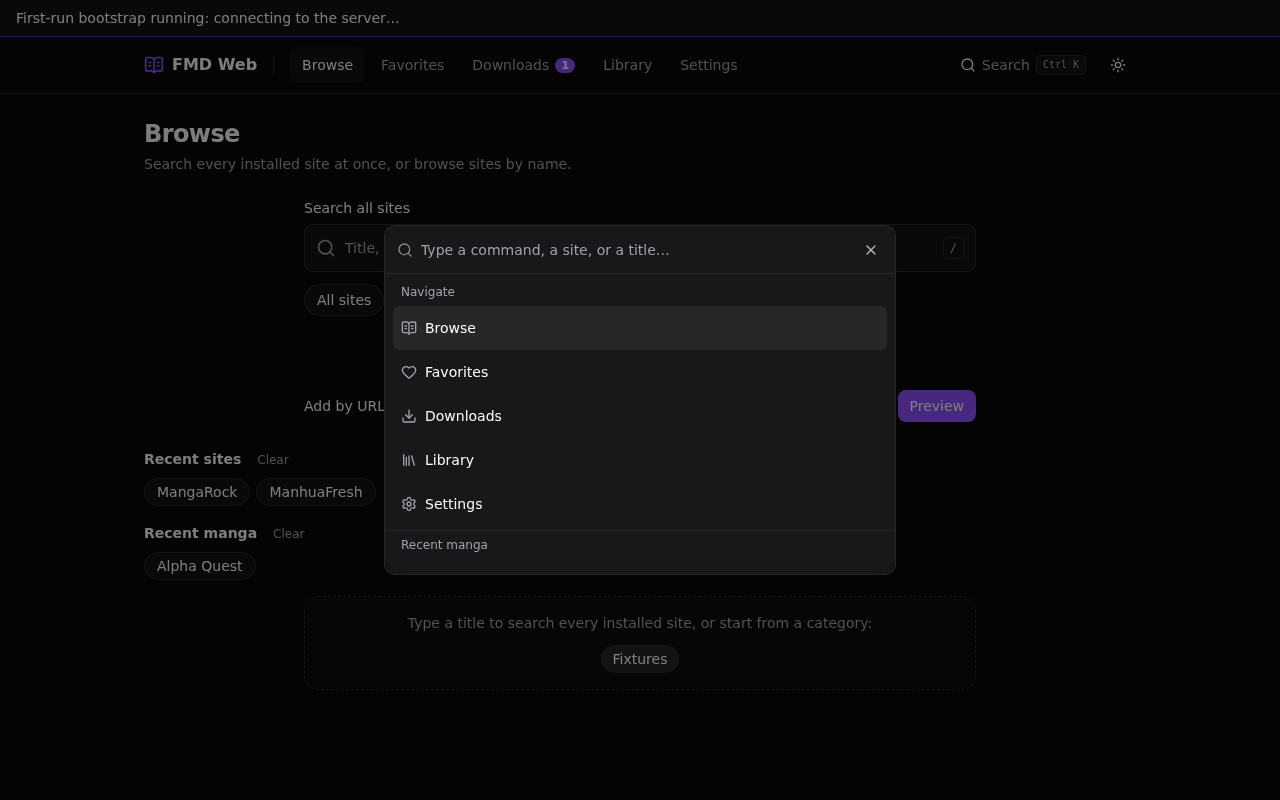 First-run bootstrap running: connecting to the server…
FMD Web
Browse
Favorites
Downloads 1
Library
Settings
Search Ctrl K
Browse
Search every installed site at once, or browse sites by name.
Search all sites
Title,
/
Type a command, a site, or a title…
All sites
Navigate
Browse
Favorites
Downloads
Library
Settings
Recent manga
Add by URL
Preview
Recent sites Clear
MangaRock
ManhuaFresh
Recent manga Clear
Alpha Quest
Type a title to search every installed site, or start from a category:
Fixtures